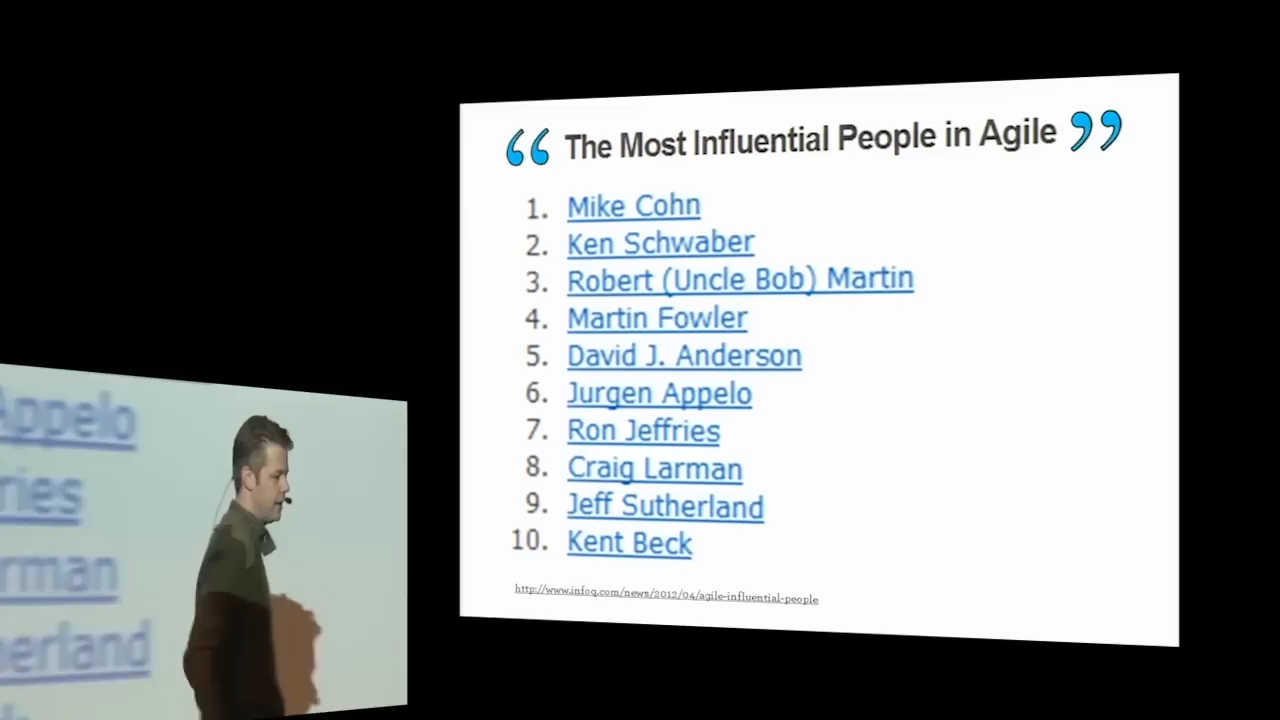 “ The Most Influential People in Agile ”
1. Mike Cohn
2. Ken Schwaber
3. Robert (Uncle Bob) Martin
4. Martin Fowler
5. David J. Anderson
6. Jurgen Appelo
7. Ron Jeffries
8. Craig Larman
9. Jeff Sutherland
10. Kent Beck
http://www.infoq.com/news/2012/04/agile-influential-people
Appelo
ries
rman
herland